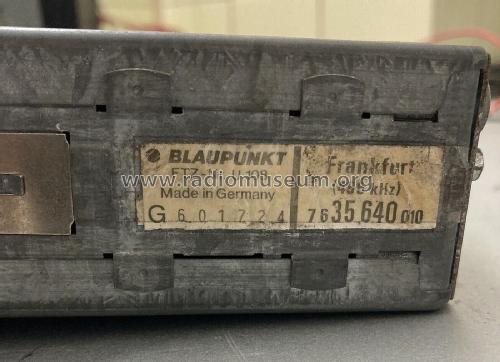 BLAUPUNKT
Made in Germany
G 601724
Frankfurt
7 635,640 010
www.radiomuseum.org